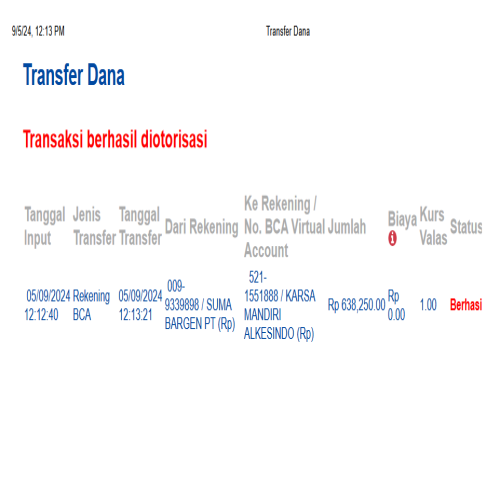 9/5/24, 12:13 PM Transfer Dana
Transfer Dana
Transaksi berhasil diotorisasi
Tanggal Input Jenis Transfer Tanggal Transfer Dari Rekening Ke Rekening / No. BCA Virtual Account Jumlah Biaya Kurs Valas Status
05/09/2024 12:12:40 Rekening BCA 05/09/2024 12:13:21 009-9339898 / SUMA BARGEN PT (Rp) 521-1551888 / KARSA MANDIRI ALKESINDO (Rp) Rp 638,250.00 Rp 0.00 1.00 Berhasi